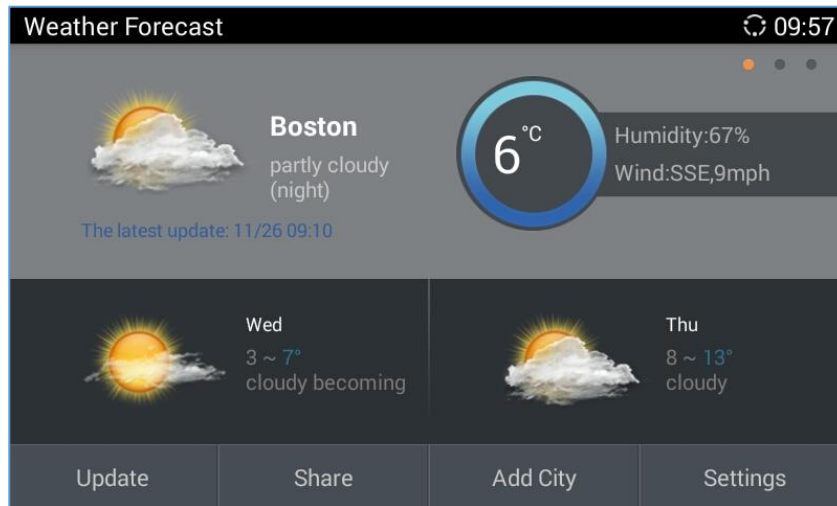 Weather Forecast 09:57
Boston
partly cloudy
(night)
The latest update: 11/26 09:10
6°C
Humidity:67%
Wind:SSE,9mph
Wed
3 ~ 7°
cloudy becoming
Thu
8 ~ 13°
cloudy
Update Share Add City Settings